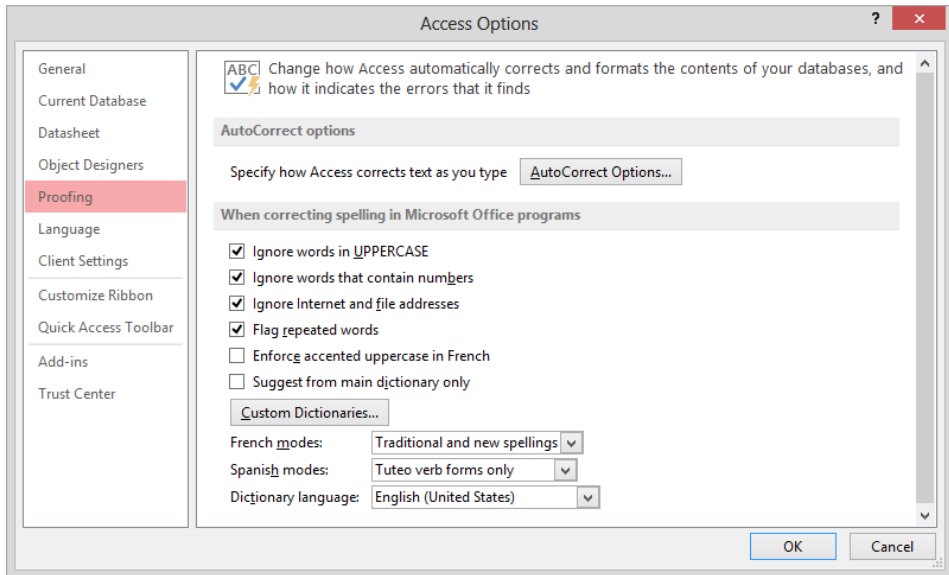 Access Options
?
General
Current Database
Datasheet
Object Designers
Proofing
Language
Client Settings
Customize Ribbon
Quick Access Toolbar
Add-ins
Trust Center
ABC
Change how Access automatically corrects and formats the contents of your databases, and
how it indicates the errors that it finds
AutoCorrect options
Specify how Access corrects text as you type AutoCorrect Options...
When correcting spelling in Microsoft Office programs
Ignore words in UPPERCASE
Ignore words that contain numbers
Ignore Internet and file addresses
Flag repeated words
Enforce accented uppercase in French
Suggest from main dictionary only
Custom Dictionaries...
French modes: Traditional and new spellings
Spanish modes: Tuteo verb forms only
Dictionary language: English (United States)
OK Cancel